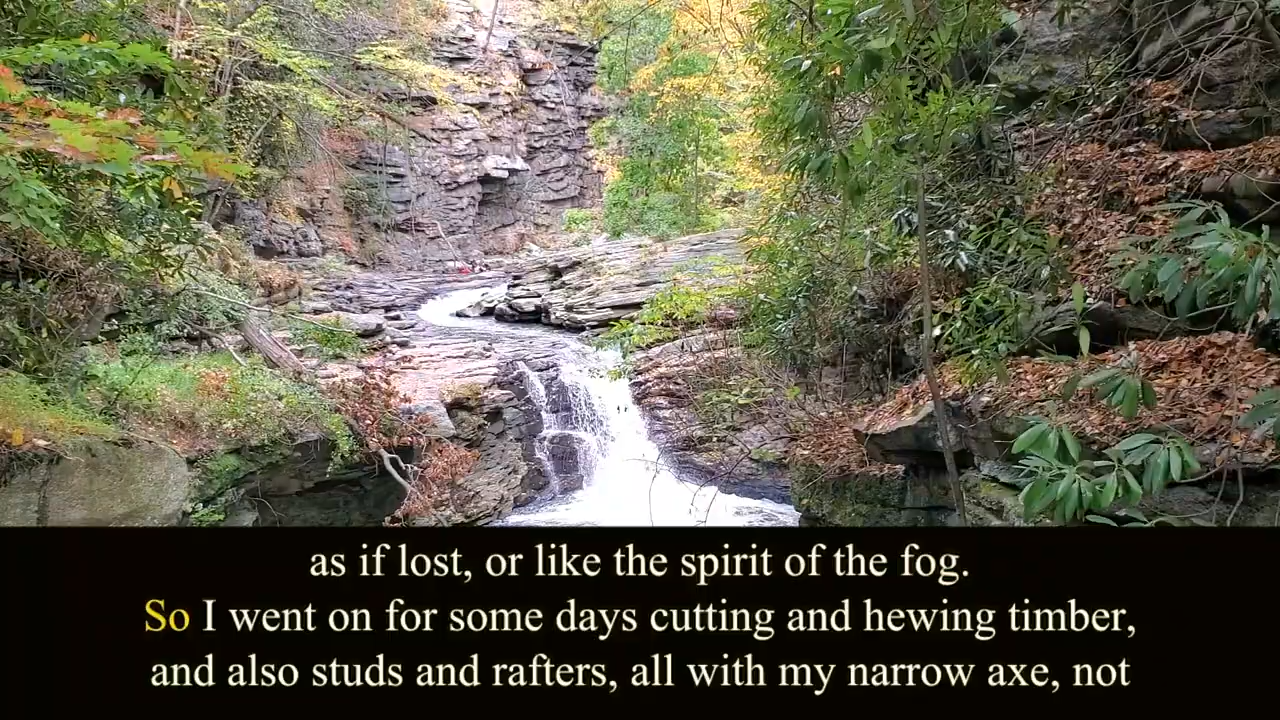 as if lost, or like the spirit of the fog.
So I went on for some days cutting and hewing timber,
and also studs and rafters, all with my narrow axe, not